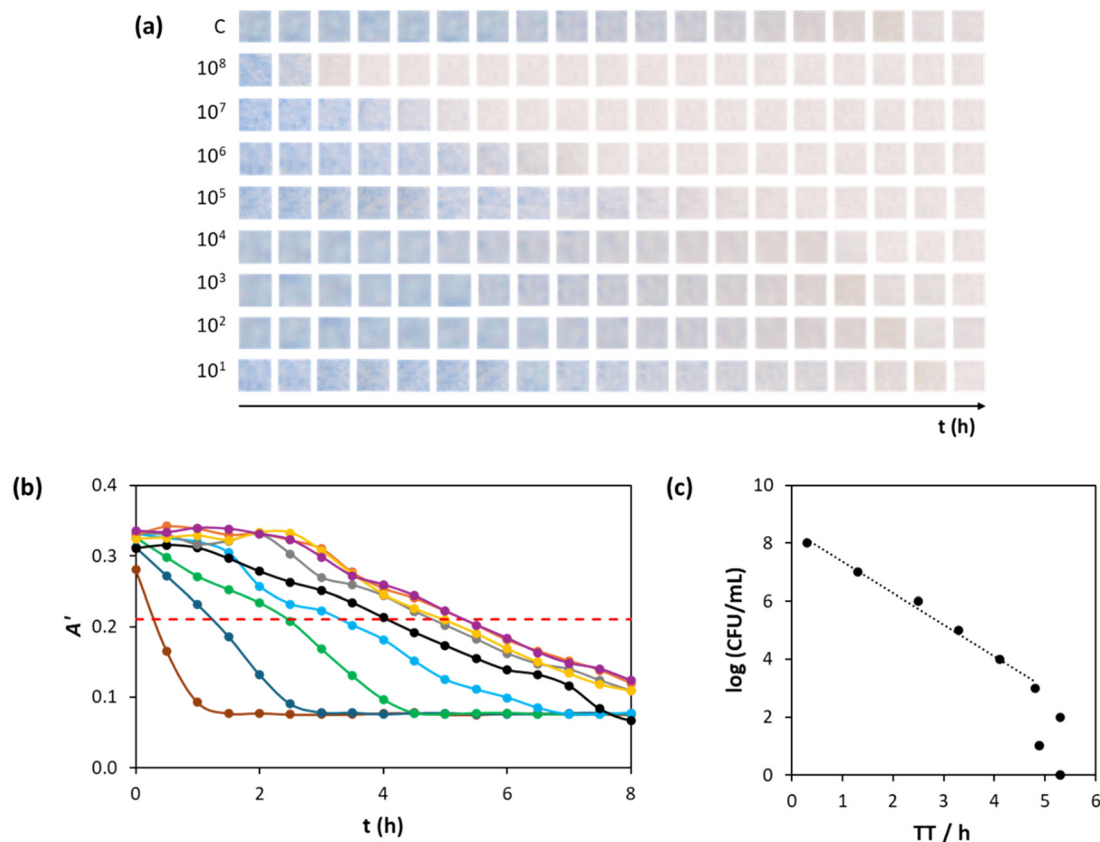 (a)
C
10⁸
10⁷
10⁶
10⁵
10⁴
10³
10²
10¹
t (h)
(b)
A'
0.4
0.3
0.2
0.1
0.0
0 2 4 6 8
t (h)
(c)
log (CFU/mL)
10
8
6
4
2
0
0 1 2 3 4 5 6
TT / h